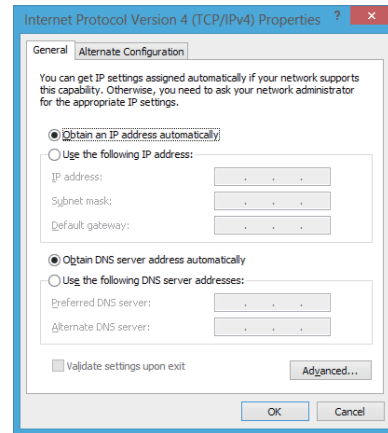 Internet Protocol Version 4 (TCP/IPv4) Properties ? ×
General Alternate Configuration
You can get IP settings assigned automatically if your network supports
this capability. Otherwise, you need to ask your network administrator
for the appropriate IP settings.
Obtain an IP address automatically
Use the following IP address:
IP address: . . .
Subnet mask: . . .
Default gateway: . . .
Obtain DNS server address automatically
Use the following DNS server addresses:
Preferred DNS server: . . .
Alternate DNS server: . . .
Validate settings upon exit
Advanced...
OK Cancel